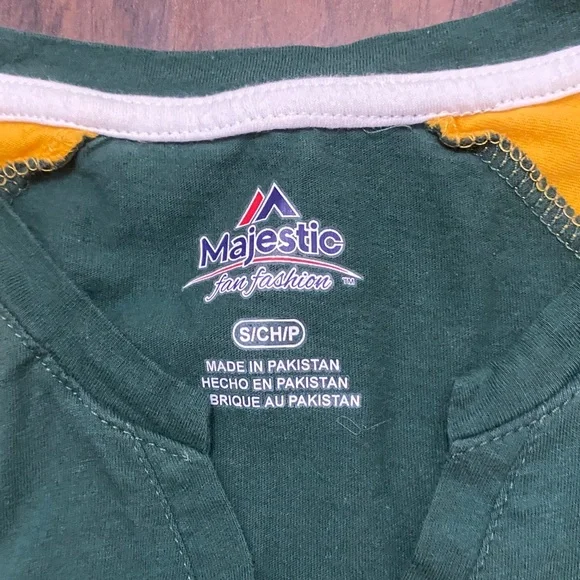 Majestic
fan fashion ™
S/CH/P
MADE IN PAKISTAN
HECHO EN PAKISTAN
BRIQUE AU PAKISTAN